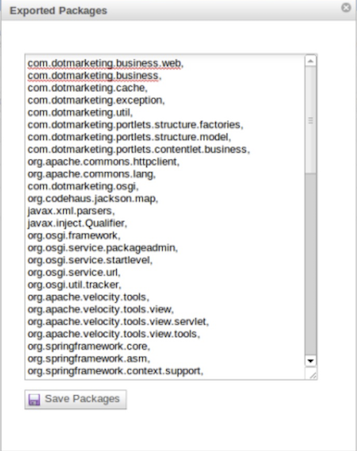 Exported Packages
com.dotmarketing.business.web,
com.dotmarketing.business,
com.dotmarketing.cache,
com.dotmarketing.exception,
com.dotmarketing.util,
com.dotmarketing.portlets.structure.factories,
com.dotmarketing.portlets.structure.model,
com.dotmarketing.portlets.contentlet.business,
org.apache.commons.httpclient,
org.apache.commons.lang,
com.dotmarketing.osgi,
org.codehaus.jackson.map,
javax.xml.parsers,
javax.inject.Qualifier,
org.osgi.framework,
org.osgi.service.packageadmin,
org.osgi.service.startlevel,
org.osgi.service.url,
org.osgi.util.tracker,
org.apache.velocity.tools,
org.apache.velocity.tools.view,
org.apache.velocity.tools.view.servlet,
org.apache.velocity.tools.view.tools,
org.springframework.core,
org.springframework.asm,
org.springframework.context.support,
Save Packages